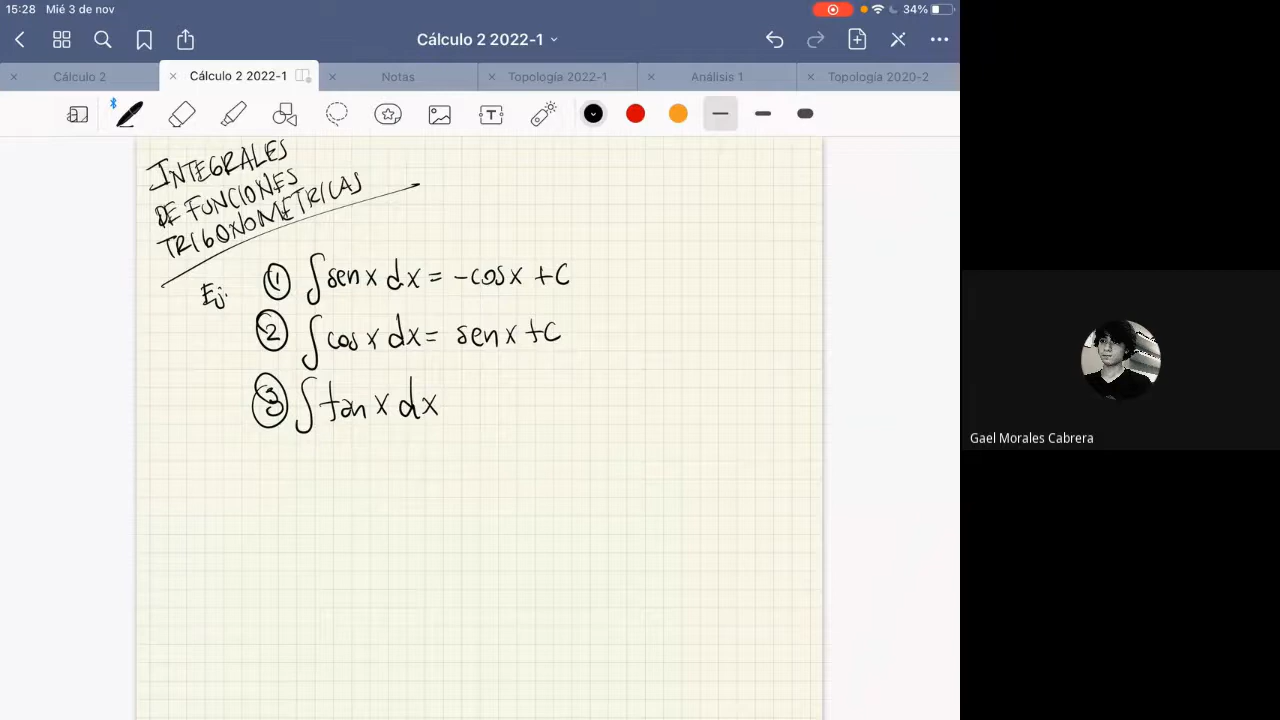 15:28 Mié 3 de nov
34%
Cálculo 2 2022-1
Cálculo 2
Cálculo 2 2022-1
Notas
Topología 2022-1
Análisis 1
Topología 2020-2
INTEGRALES
DE FUNCIONES
TRIGONOMETRICAS
Ej: ① ∫ sen x dx = -cos x + C
② ∫ cos x dx = sen x + C
③ ∫ tan x dx
Gael Morales Cabrera